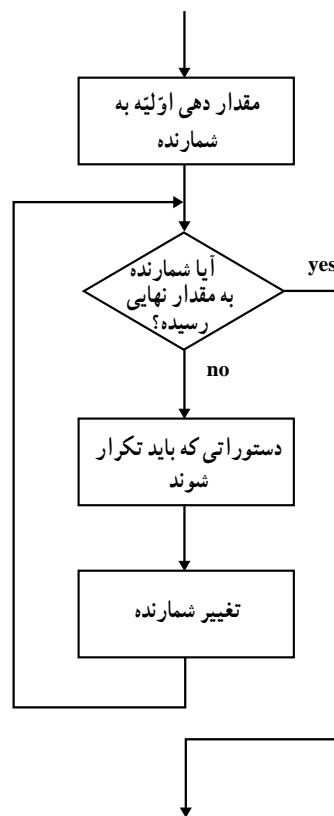 مقدار دهی اوّلیّه به
شمارنده
آیا شمارنده
به مقدار نهایی
رسیده؟
yes
no
دستوراتی که باید تکرار
شوند
تغییر شمارنده